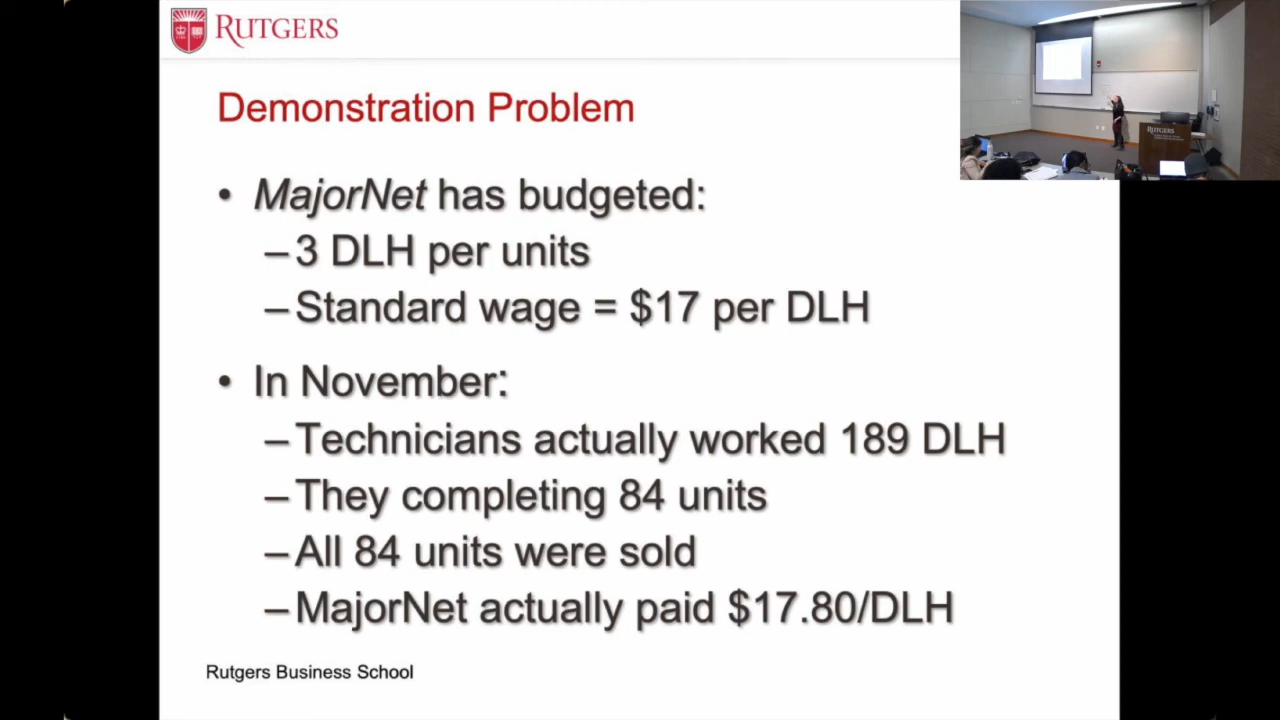 RUTGERS
Demonstration Problem
• MajorNet has budgeted:
– 3 DLH per units
– Standard wage = $17 per DLH
• In November:
– Technicians actually worked 189 DLH
– They completing 84 units
– All 84 units were sold
– MajorNet actually paid $17.80/DLH
Rutgers Business School
RUTGERS